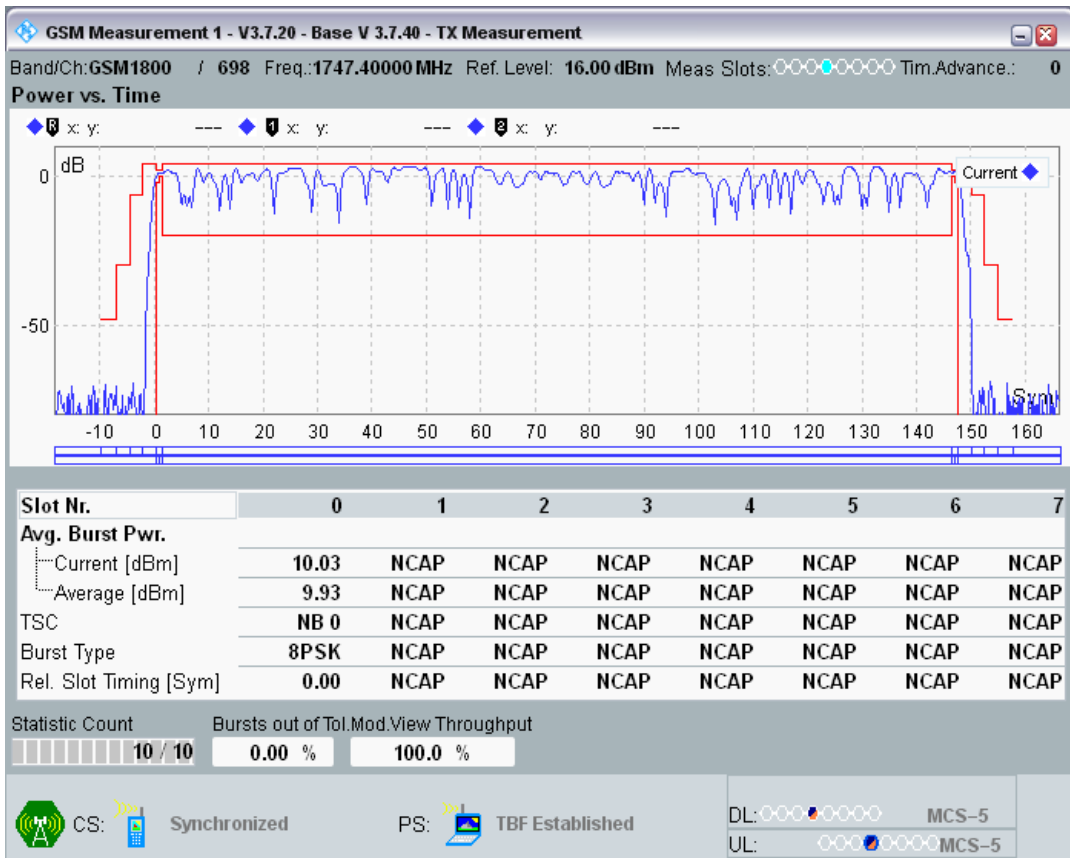 GSM Measurement 1 - V3.7.20 - Base V 3.7.40 - TX Measurement
Band/Ch:GSM1800 / 698 Freq.:1747.40000 MHz Ref. Level: 16.00 dBm Meas Slots: Tim.Advance.: 0
Power vs. Time
R x: y: --- 1 x: y: --- 2 x: y: ---
dB
Current
0
-50
Sym
-10 0 10 20 30 40 50 60 70 80 90 100 110 120 130 140 150 160
Slot Nr. 0 1 2 3 4 5 6 7
Avg. Burst Pwr.
Current [dBm] 10.03 NCAP NCAP NCAP NCAP NCAP NCAP NCAP
Average [dBm] 9.93 NCAP NCAP NCAP NCAP NCAP NCAP NCAP
TSC NB 0 NCAP NCAP NCAP NCAP NCAP NCAP NCAP
Burst Type 8PSK NCAP NCAP NCAP NCAP NCAP NCAP NCAP
Rel. Slot Timing [Sym] 0.00 NCAP NCAP NCAP NCAP NCAP NCAP NCAP
Statistic Count Bursts out of Tol.Mod.View Throughput
10 / 10 0.00 % 100.0 %
CS: Synchronized PS: TBF Established DL: MCS-5
UL: MCS-5